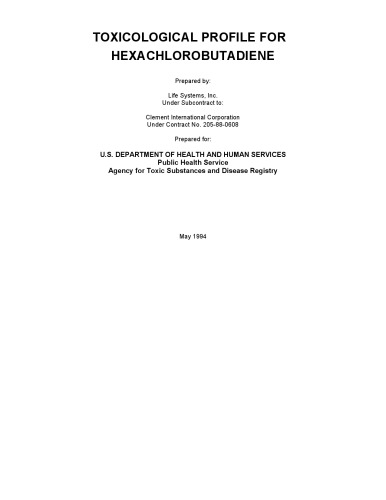 TOXICOLOGICAL PROFILE FOR
HEXACHLOROBUTADIENE
Prepared by:
Life Systems, Inc.
Under Subcontract to:
Clement International Corporation
Under Contract No. 205-88-0608
Prepared for:
U.S. DEPARTMENT OF HEALTH AND HUMAN SERVICES
Public Health Service
Agency for Toxic Substances and Disease Registry
May 1994